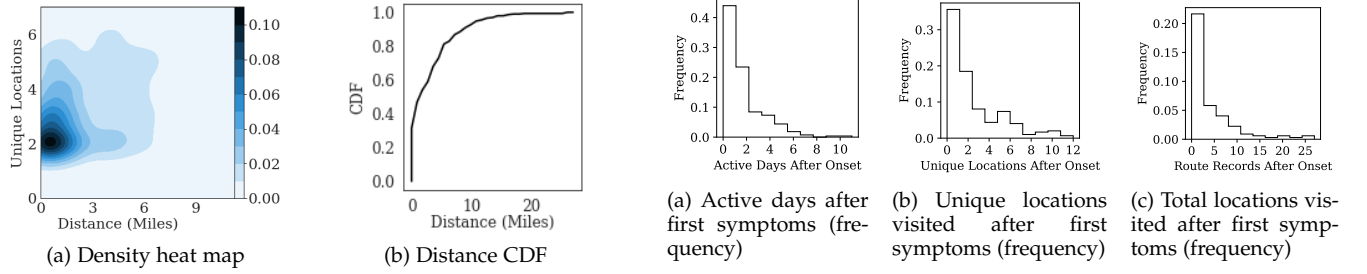 6
4
2
0
Unique Locations
0 3 6 9
Distance (Miles)
0.10
0.08
0.06
0.04
0.02
0.00
(a) Density heat map
1.0
0.8
0.6
0.4
0.2
0.0
CDF
0 10 20
Distance (Miles)
(b) Distance CDF
0.4
0.3
0.2
0.1
0.0
Frequency
0 2 4 6 8 10
Active Days After Onset
(a) Active days after
first symptoms (fre-
quency)
0.3
0.2
0.1
0.0
Frequency
0 2 4 6 8 10 12
Unique Locations After Onset
(b) Unique locations
visited after first
symptoms (frequency)
0.20
0.15
0.10
0.05
0.00
Frequency
0 5 10 15 20 25
Route Records After Onset
(c) Total locations vis-
ited after first symp-
toms (frequency)